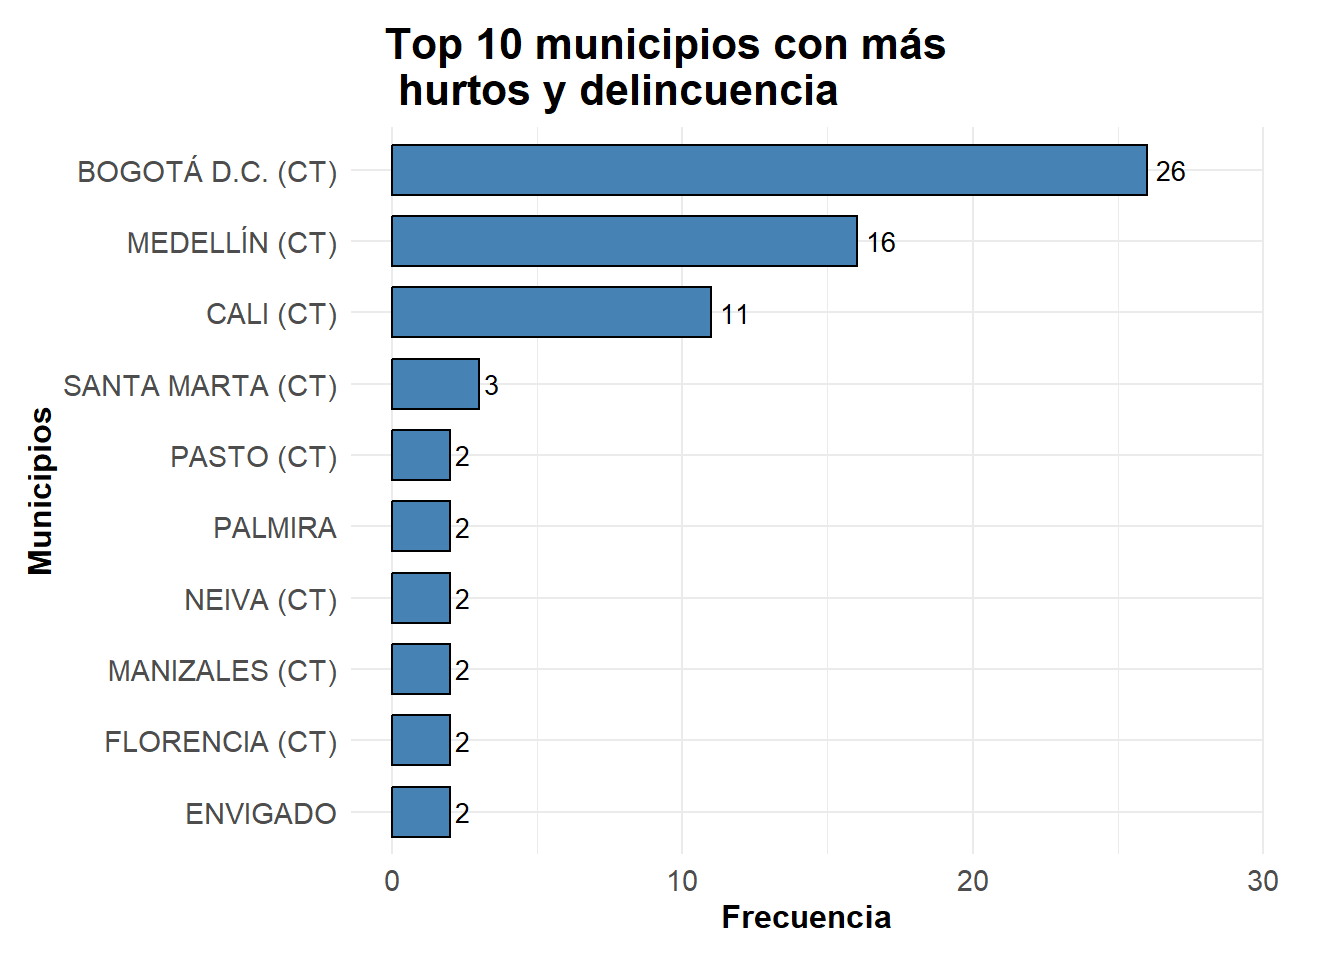 Top 10 municipios con más
hurtos y delincuencia
BOGOTÁ D.C. (CT)
26
MEDELLÍN (CT)
16
CALI (CT)
11
SANTA MARTA (CT)
3
PASTO (CT)
2
PALMIRA
2
NEIVA (CT)
2
MANIZALES (CT)
2
FLORENCIA (CT)
2
ENVIGADO
2
Municipios
0 10 20 30
Frecuencia